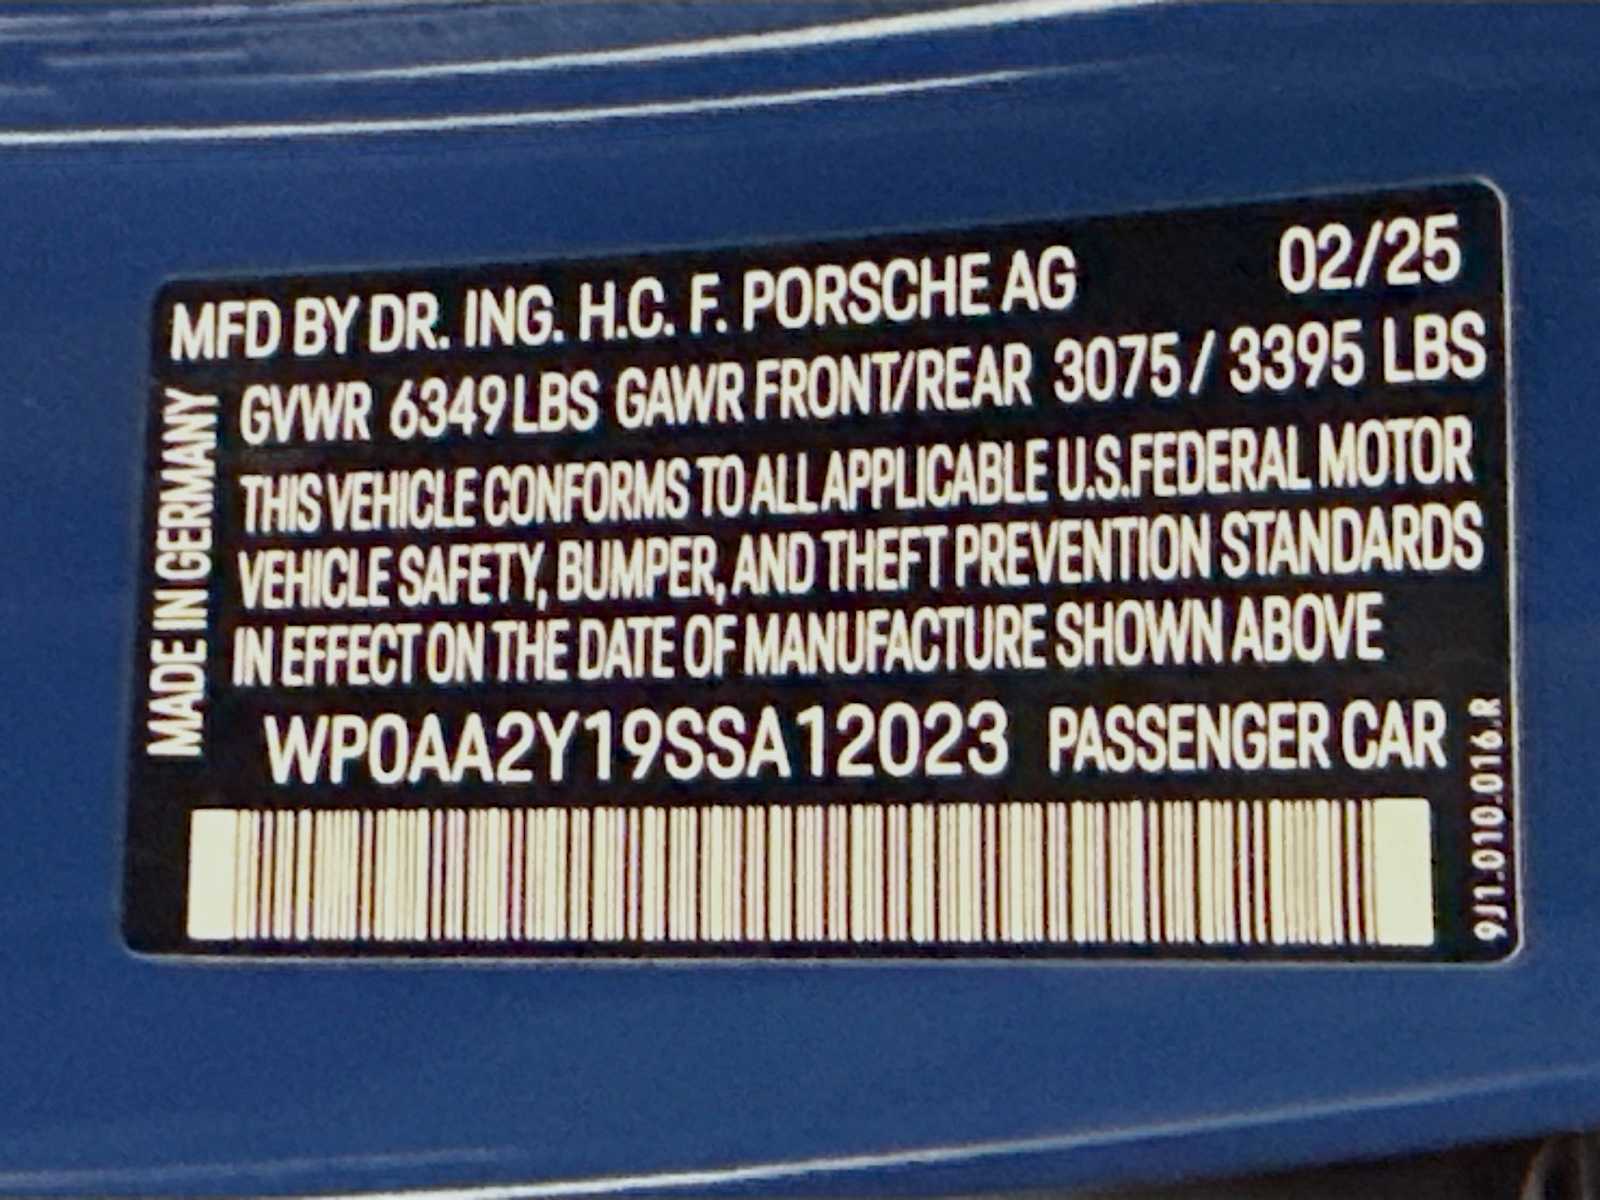 MFD BY DR. ING. H.C. F. PORSCHE AG 02/25
GVWR 6349 LBS GAWR FRONT/REAR 3075 / 3395 LBS
THIS VEHICLE CONFORMS TO ALL APPLICABLE U.S.FEDERAL MOTOR
VEHICLE SAFETY, BUMPER, AND THEFT PREVENTION STANDARDS
IN EFFECT ON THE DATE OF MANUFACTURE SHOWN ABOVE
WP0AA2Y19SSA12023 PASSENGER CAR
MADE IN GERMANY
9J1.010.016.R